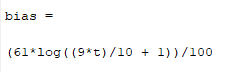 bias =
(61*log((9*t)/10 + 1))/100